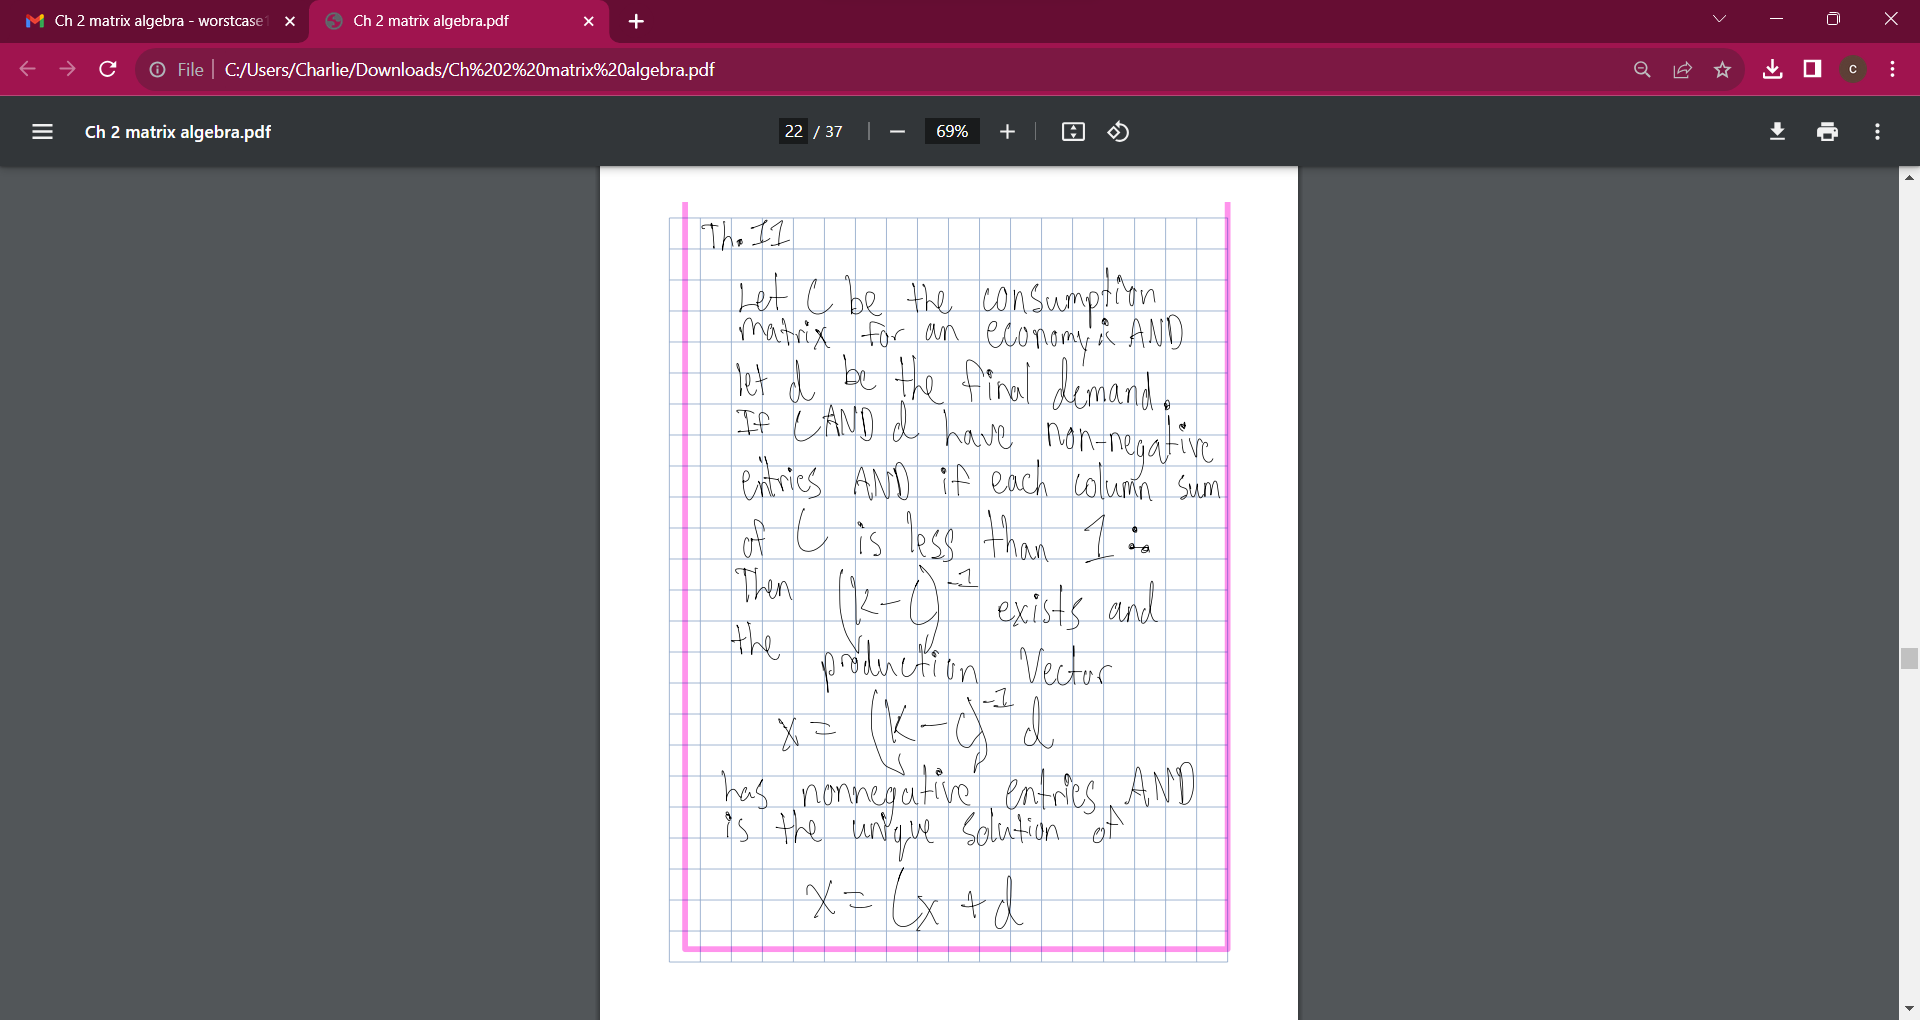 Ch 2 matrix algebra - worstcase1
Ch 2 matrix algebra.pdf
File C:/Users/Charlie/Downloads/Ch%202%20matrix%20algebra.pdf
C
Ch 2 matrix algebra.pdf
22 / 37
69%
Th. 11
Let C be the consumption
matrix for an economy; AND
let d be the final demand.
If C AND d have non-negative
entries AND if each column sum
of C is less than 1 :
Then (k-C)⁻¹ exists and
the production Vector
x = (k-C)⁻¹ d
has nonnegative entries AND
is the unique solution of
x = Cx + d